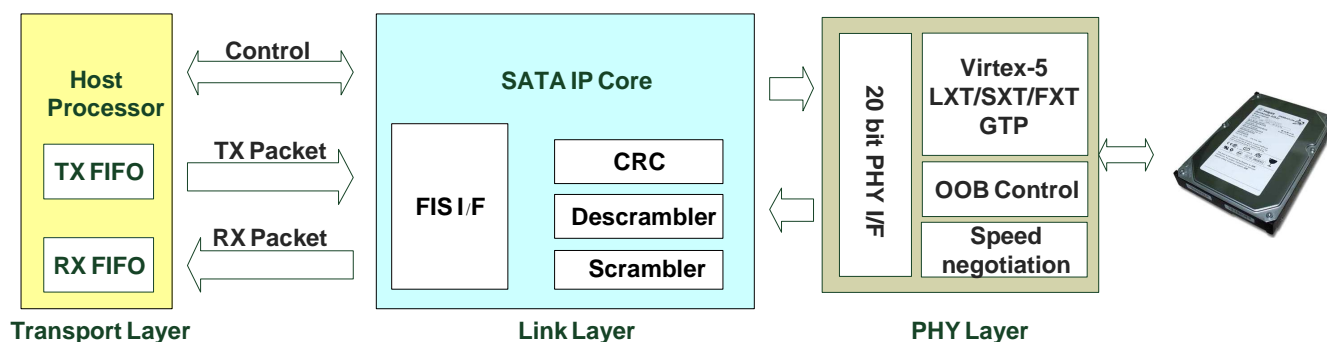 Host
Processor
TX FIFO
RX FIFO
Transport Layer
Control
TX Packet
RX Packet
SATA IP Core
FIS I/F
CRC
Descrambler
Scrambler
Link Layer
20 bit PHY I/F
Virtex-5
LXT/SXT/FXT
GTP
OOB Control
Speed
negotiation
PHY Layer